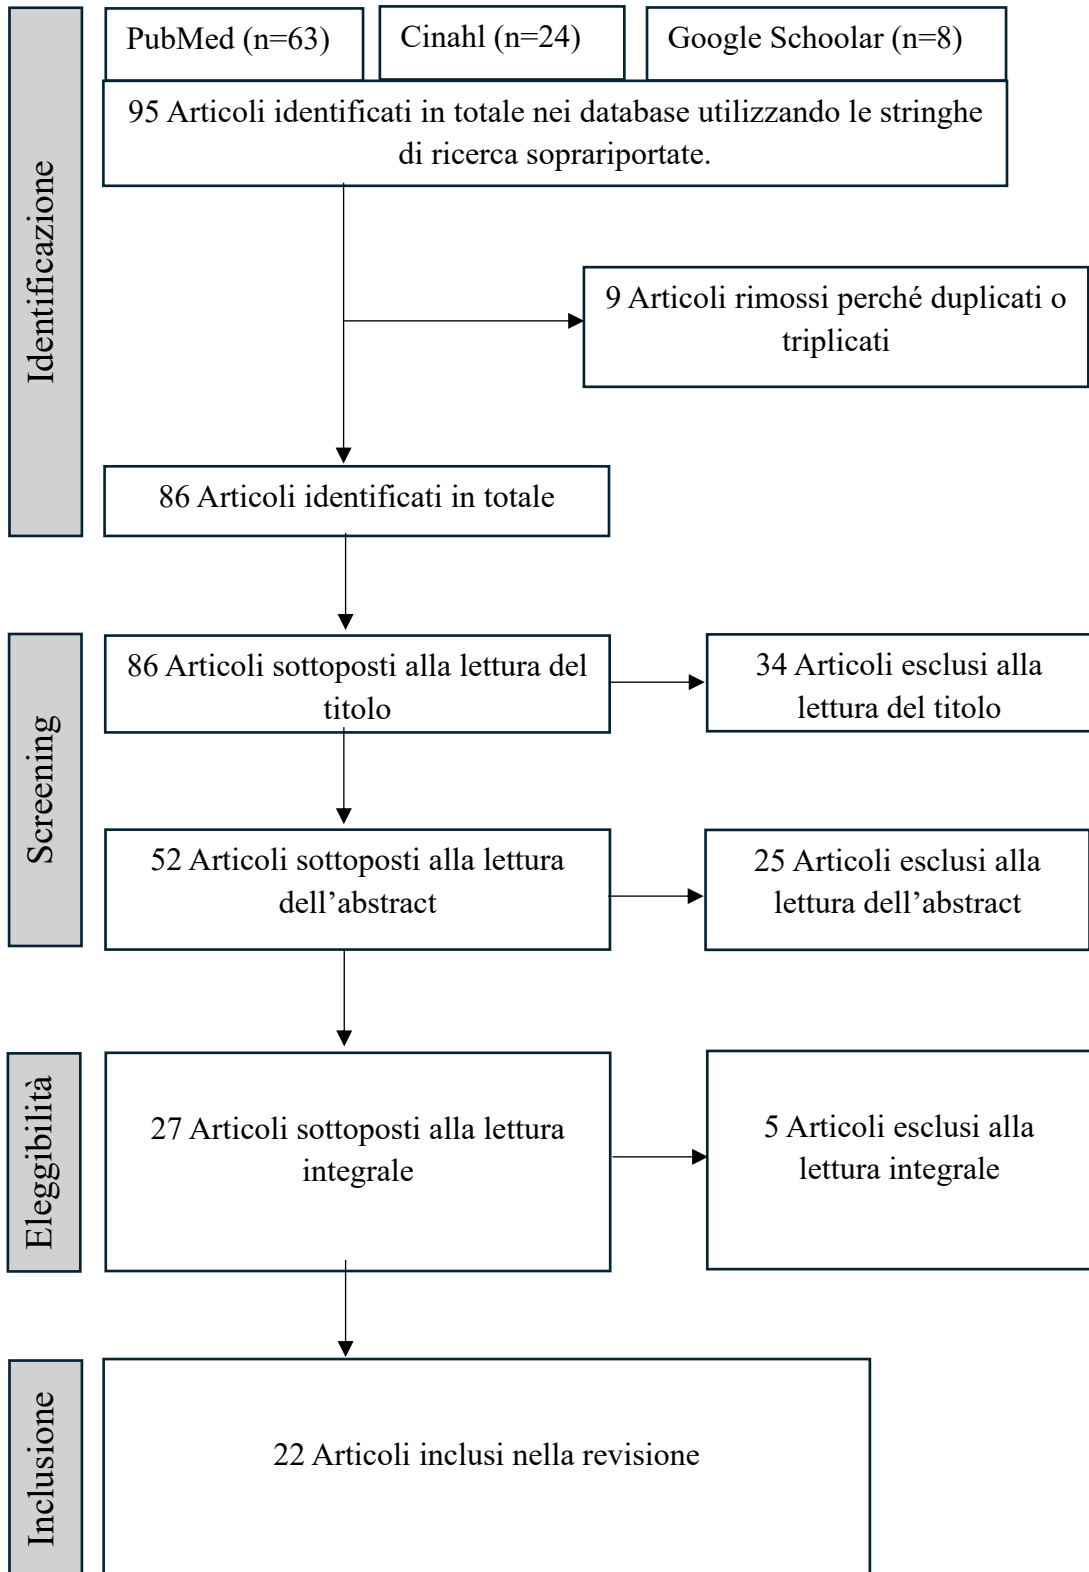 PubMed (n=63)
Cinahl (n=24)
Google Schoolar (n=8)
95 Articoli identificati in totale nei database utilizzando le stringhe
di ricerca soprariportate.
Identificazione
9 Articoli rimossi perché duplicati o
triplicati
86 Articoli identificati in totale
Screening
86 Articoli sottoposti alla lettura del
titolo
34 Articoli esclusi alla
lettura del titolo
52 Articoli sottoposti alla lettura
dell’abstract
25 Articoli esclusi alla
lettura dell’abstract
Eleggibilità
27 Articoli sottoposti alla lettura
integrale
5 Articoli esclusi alla
lettura integrale
Inclusione
22 Articoli inclusi nella revisione